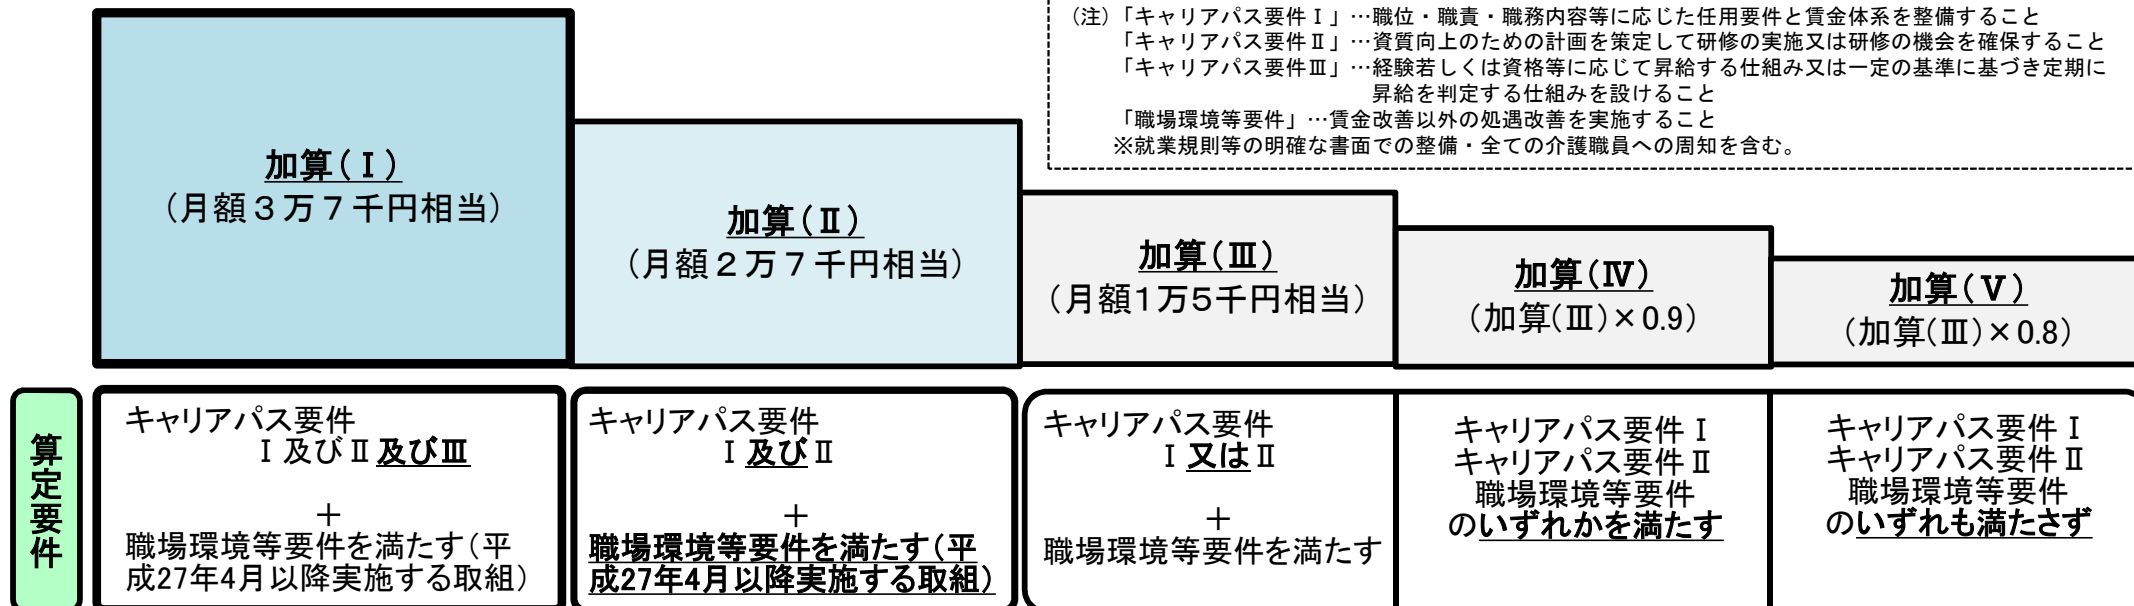 (注)「キャリアパス要件Ⅰ」…職位・職責・職務内容等に応じた任用要件と賃金体系を整備すること
「キャリアパス要件Ⅱ」…資質向上のための計画を策定して研修の実施又は研修の機会を確保すること
「キャリアパス要件Ⅲ」…経験若しくは資格等に応じて昇給する仕組み又は一定の基準に基づき定期に
昇給を判定する仕組みを設けること
「職場環境等要件」…賃金改善以外の処遇改善を実施すること
※就業規則等の明確な書面での整備・全ての介護職員への周知を含む。
加算(Ⅰ)
(月額3万7千円相当)
加算(Ⅱ)
(月額2万7千円相当)
加算(Ⅲ)
(月額1万5千円相当)
加算(Ⅳ)
(加算(Ⅲ)×0.9)
加算(Ⅴ)
(加算(Ⅲ)×0.8)
算定要件
キャリアパス要件
Ⅰ及びⅡ及びⅢ
+
職場環境等要件を満たす(平
成27年4月以降実施する取組)
キャリアパス要件
Ⅰ及びⅡ
+
職場環境等要件を満たす(平
成27年4月以降実施する取組)
キャリアパス要件
Ⅰ又はⅡ
+
職場環境等要件を満たす
キャリアパス要件Ⅰ
キャリアパス要件Ⅱ
職場環境等要件
のいずれかを満たす
キャリアパス要件Ⅰ
キャリアパス要件Ⅱ
職場環境等要件
のいずれも満たさず